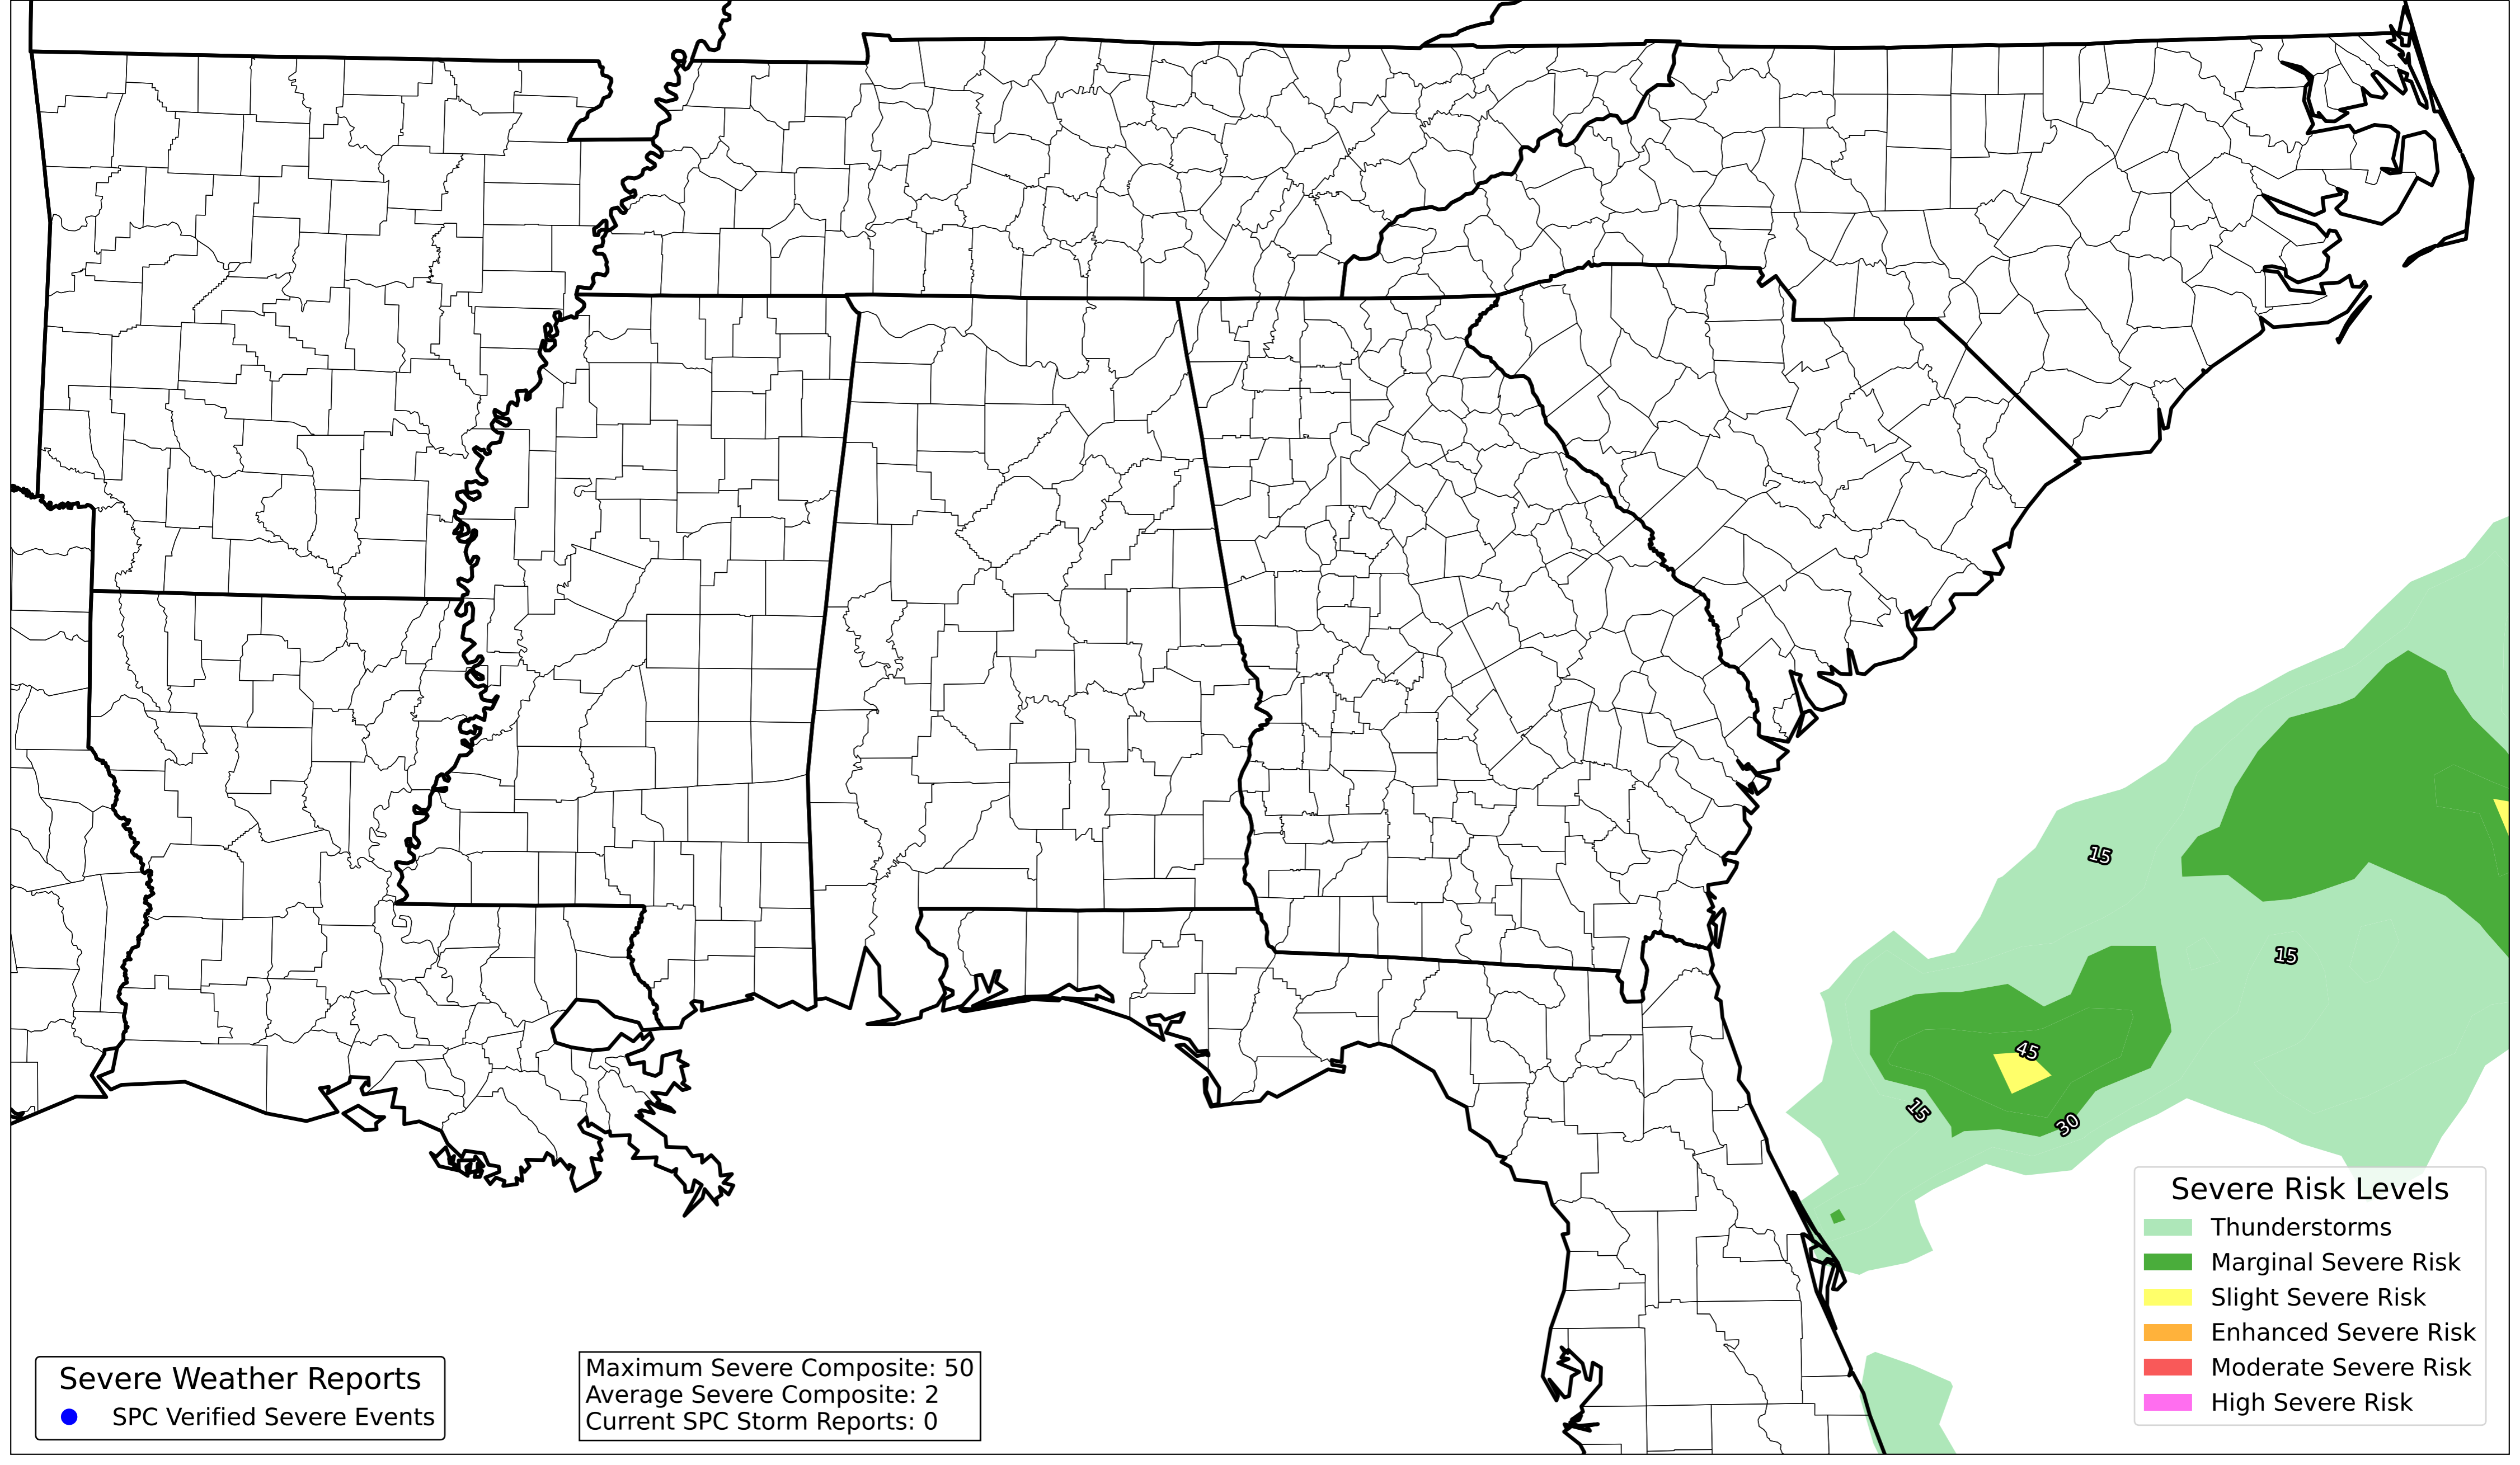 15
15
45
15
30
Severe Risk Levels
Thunderstorms
Marginal Severe Risk
Slight Severe Risk
Enhanced Severe Risk
Moderate Severe Risk
High Severe Risk
Severe Weather Reports
SPC Verified Severe Events
Maximum Severe Composite: 50
Average Severe Composite: 2
Current SPC Storm Reports: 0